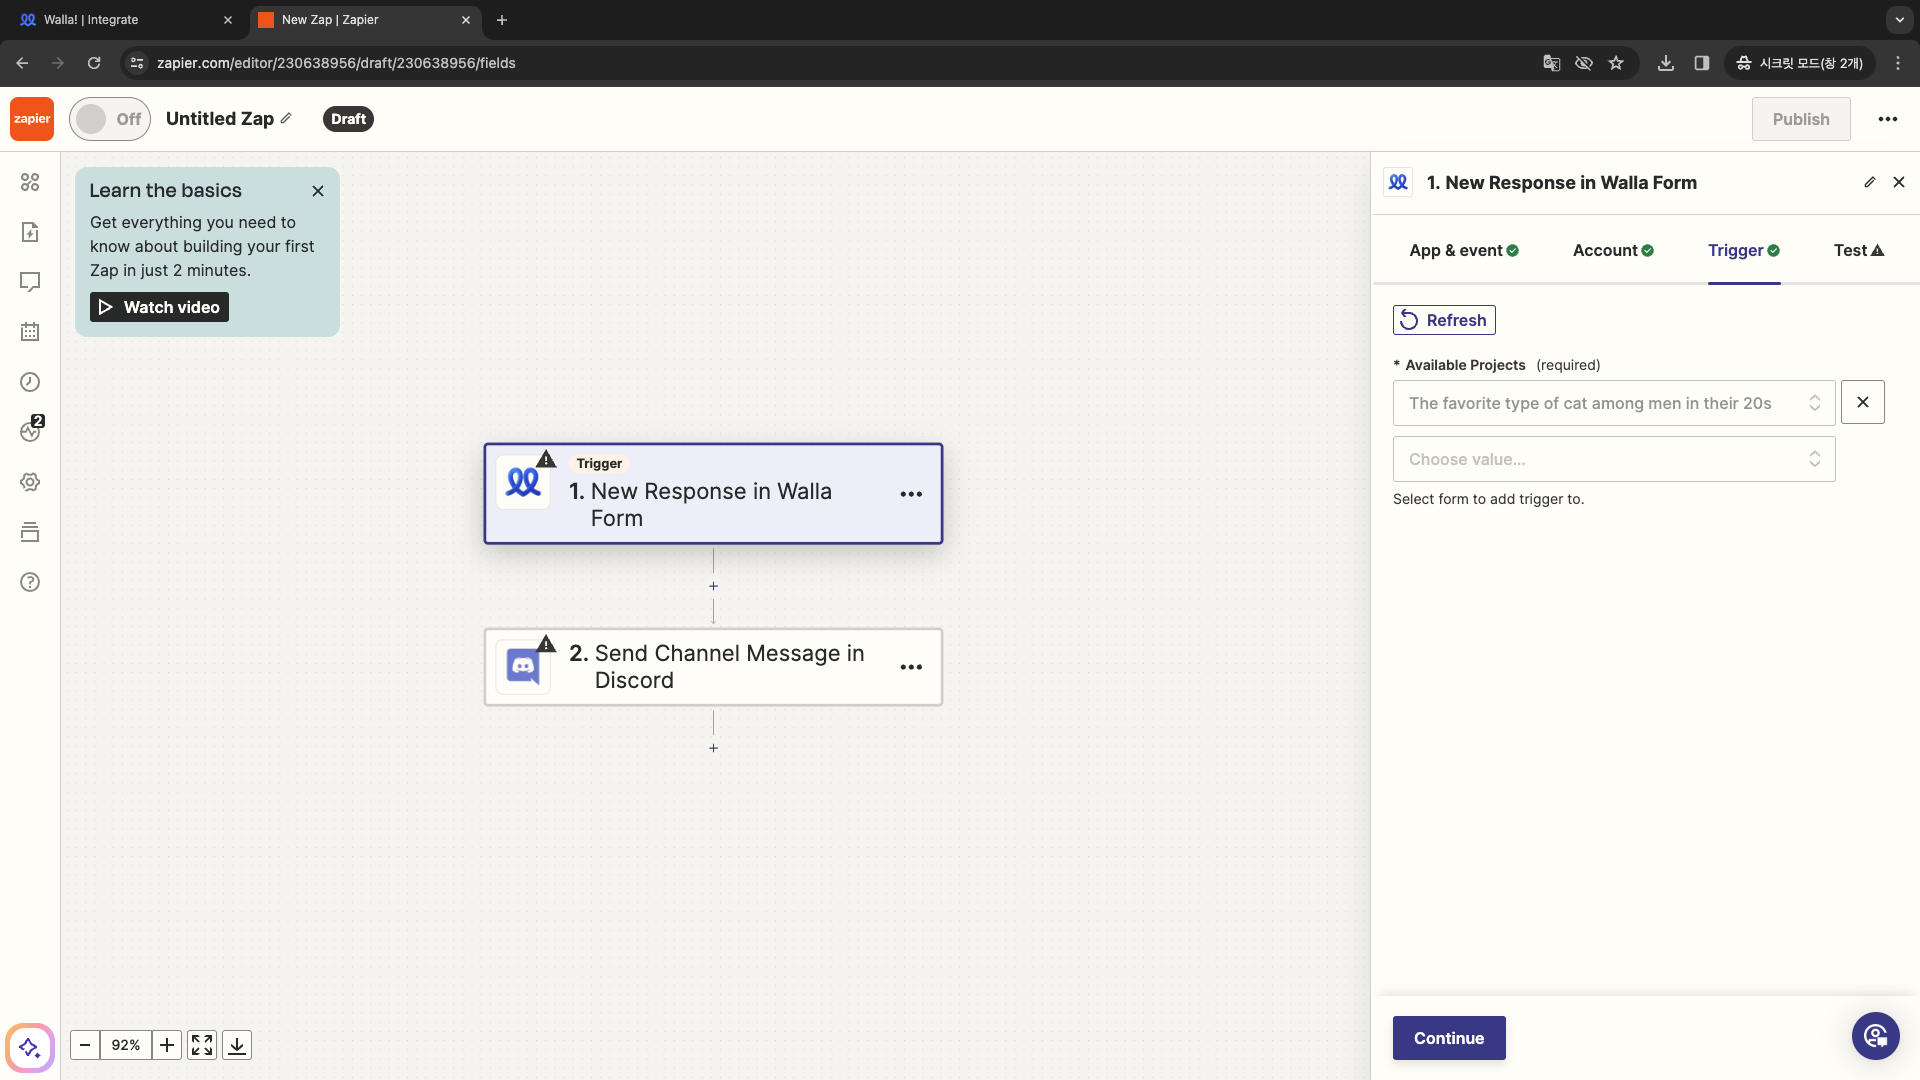 Walla! | Integrate
New Zap | Zapier
zapier.com/editor/230638956/draft/230638956/fields
시크릿 모드(창 2개)
zapier
Off
Untitled Zap
Draft
Publish
Learn the basics
Get everything you need to
know about building your first
Zap in just 2 minutes.
Watch video
2
Trigger
1. New Response in Walla
Form
2. Send Channel Message in
Discord
92%
1. New Response in Walla Form
App & event
Account
Trigger
Test
Refresh
* Available Projects (required)
The favorite type of cat among men in their 20s
Choose value...
Select form to add trigger to.
Continue